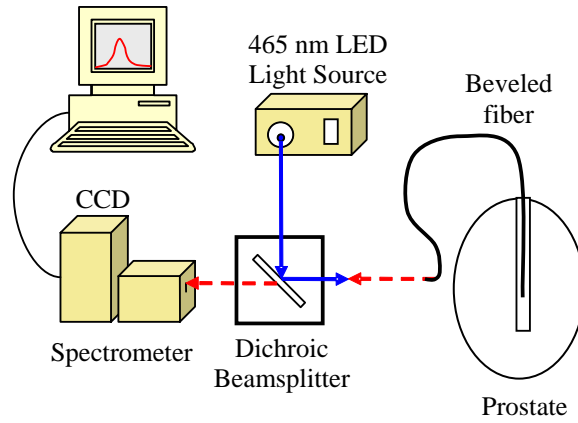 465 nm LED
Light Source
Beveled
fiber
CCD
Spectrometer
Dichroic
Beamsplitter
Prostate